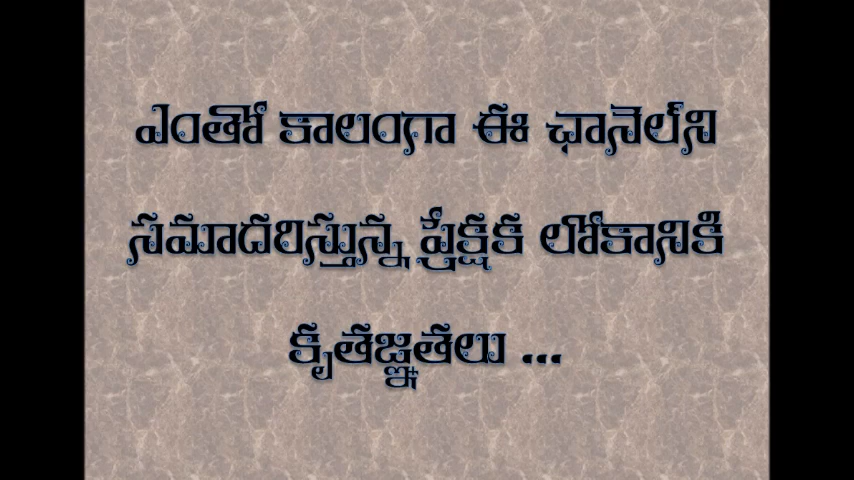 ఎంతో కాలంగా ఈ ఛానెల్‌ని
సమాదరిస్తున్న ప్రేక్షక లోకానికి
కృతజ్ఞతలు ...